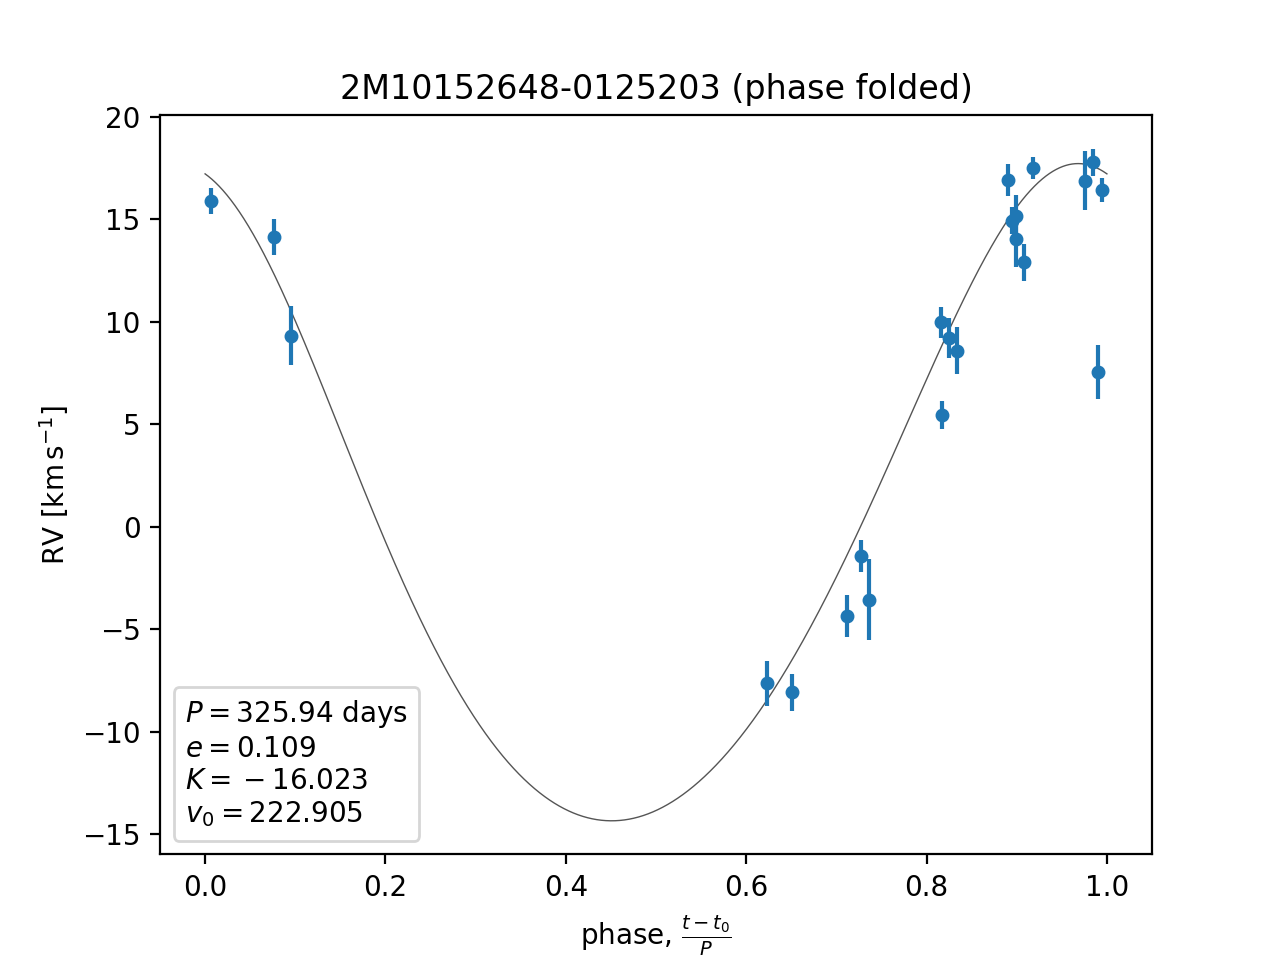 2M10152648-0125203 (phase folded)
RV [km s⁻¹]
20
15
10
5
0
−5
−10
−15
P = 325.94 days
e = 0.109
K = −16.023
v₀ = 222.905
0.0 0.2 0.4 0.6 0.8 1.0
phase, (t − t₀)/P